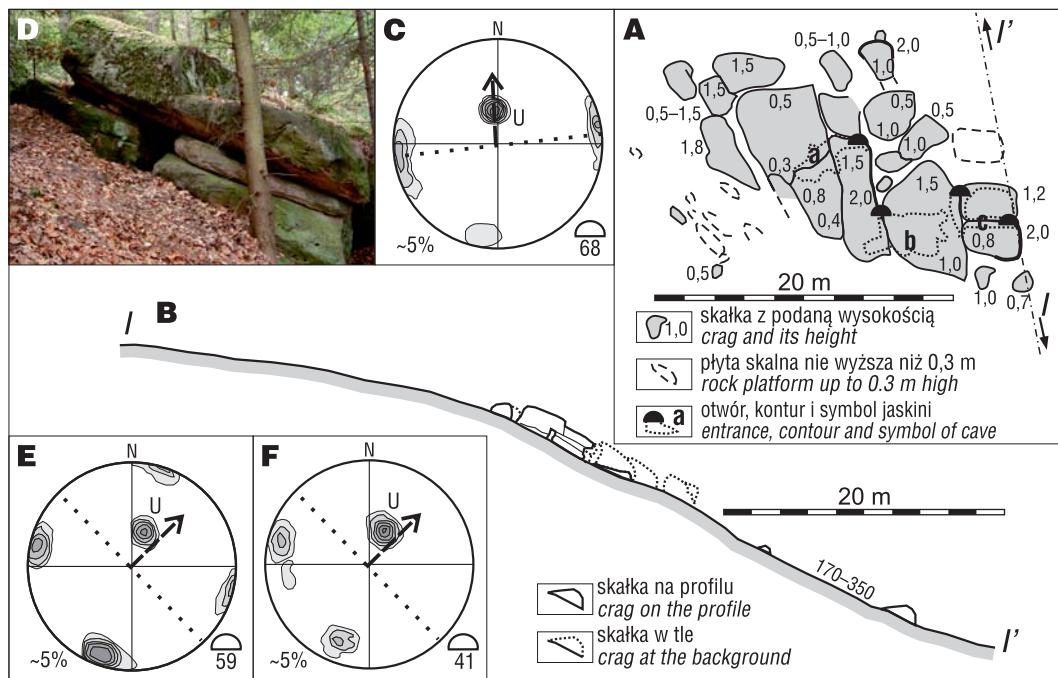 D
C
N
U
~5%
68
A
I'
0,5–1,0
2,0
1,5
1,0
0,5–1,5
1,5
0,5
0,5
0,5
1,8
1,0
1,0
a
0,3
1,5
0,8
2,0
1,5
1,2
0,4
b
c
2,0
0,8
0,5
1,0
1,0
0,7
20 m
I
1,0
skałka z podaną wysokością
crag and its height
płyta skalna nie wyższa niż 0,3 m
rock platform up to 0.3 m high
a
otwór, kontur i symbol jaskini
entrance, contour and symbol of cave
I
B
20 m
170–350
I'
skałka na profilu
crag on the profile
skałka w tle
crag at the background
E
N
U
~5%
59
F
N
U
~5%
41